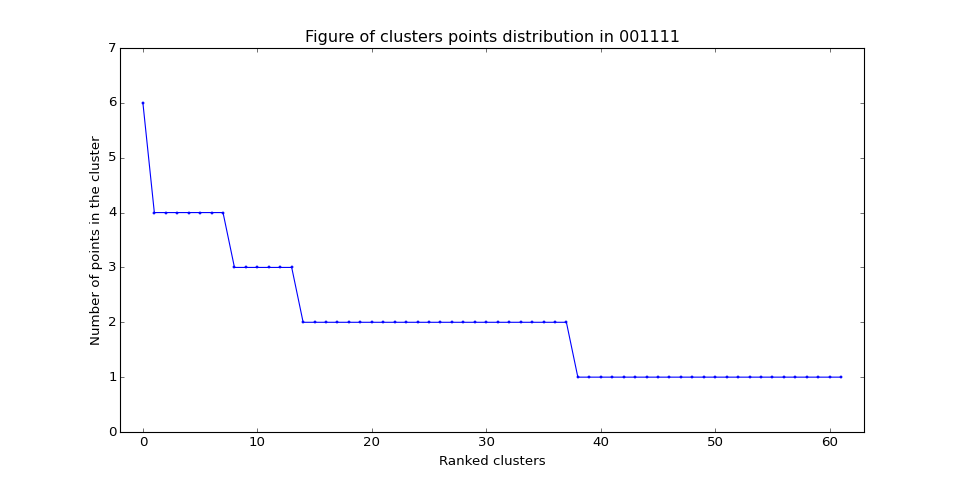 Figure of clusters points distribution in 001111
7
6
5
4
3
2
1
0
Number of points in the cluster
0 10 20 30 40 50 60
Ranked clusters